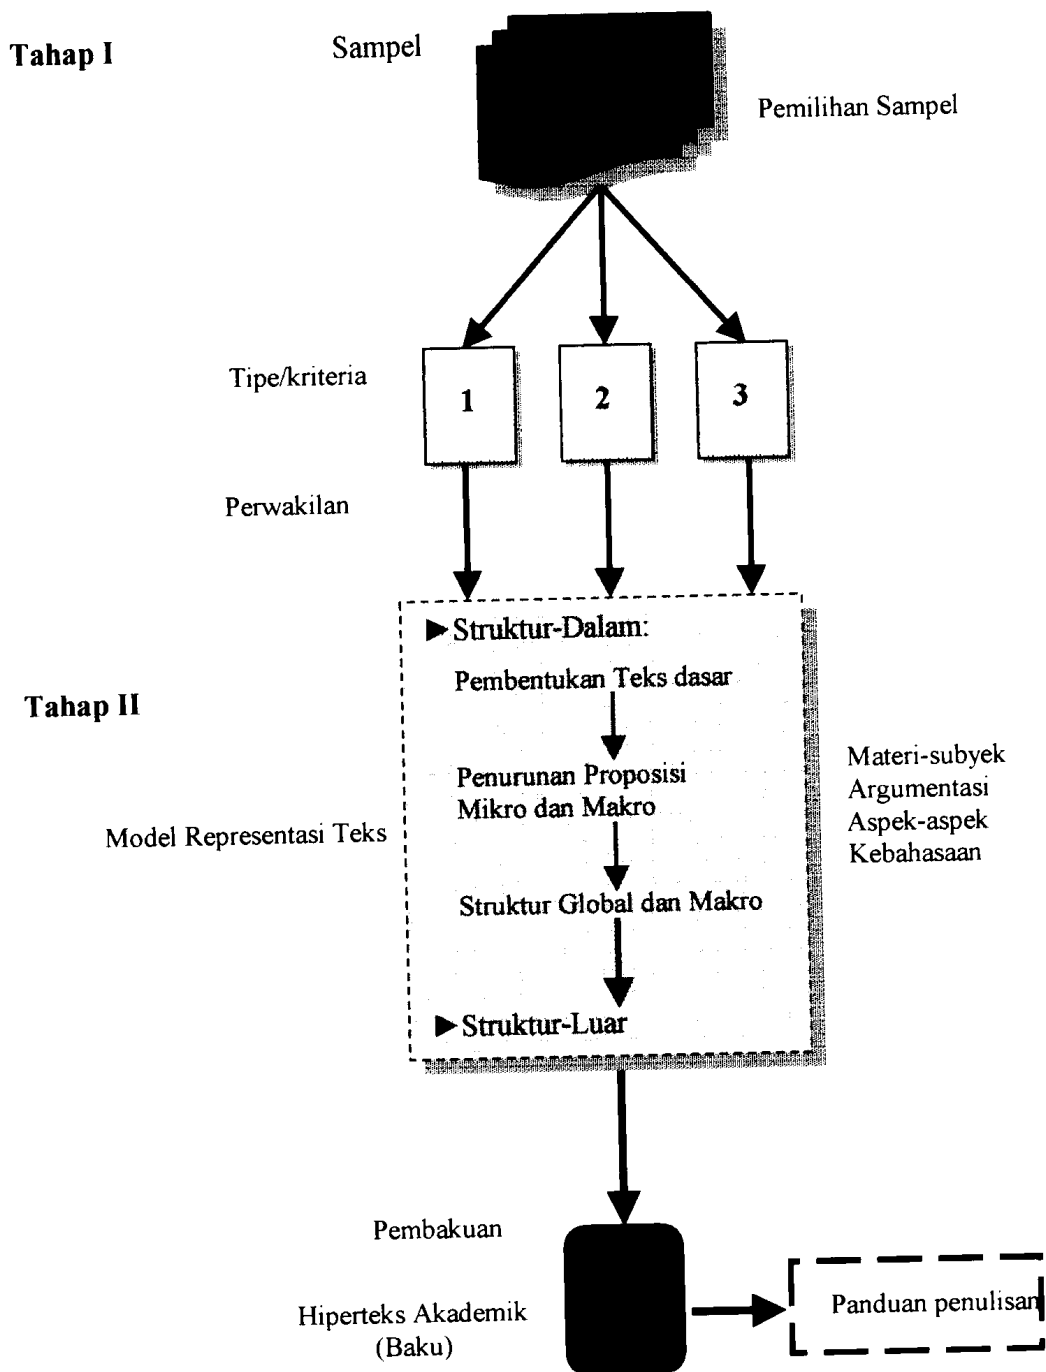 Tahap I
Sampel
Pemilihan Sampel
Tipe/kriteria
1
2
3
Perwakilan
►Struktur-Dalam:
Pembentukan Teks dasar
Tahap II
Penurunan Proposisi
Mikro dan Makro
Model Representasi Teks
Materi-subyek
Argumentasi
Aspek-aspek
Kebahasaan
Struktur Global dan Makro
►Struktur-Luar
Pembakuan
Hiperteks Akademik
(Baku)
Panduan penulisan